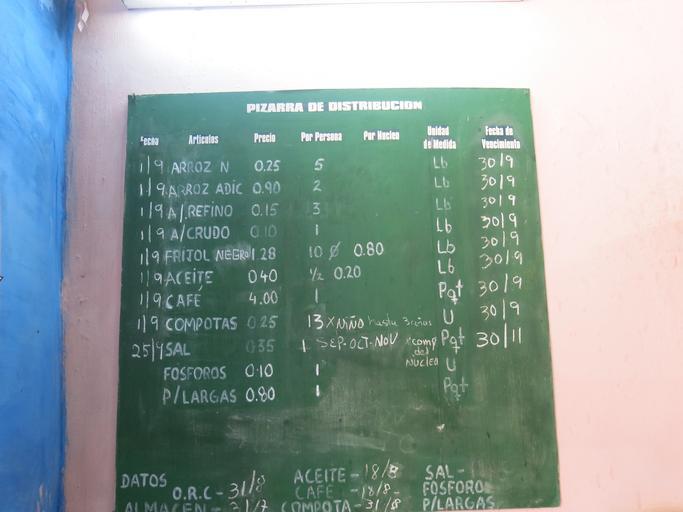 PIZARRA DE DISTRIBUCION
Fecha Articulos Precio Por Persona Por Nucleo Unidad de Medida Fecha de Vencimiento
1/9 ARROZ N 0.25 5 Lb 30/9
1/9 ARROZ ADIC 0.90 2 Lb 30/9
1/9 A/.REFINO 0.15 3 Lb 30/9
1/9 A/CRUDO 0.10 1 Lb 30/9
1/9 FRIJOL NEGRO 1.28 10 Ø 0.80 Lb 30/9
1/9 ACEITE 040 1/2 0.20 Lb 30/9
1/9 CAFÉ 4.00 1 Pqt 30/9
1/9 COMPOTAS 0.25 13 X NIÑO hasta 3 años U 30/9
25/9 SAL 0.35 1 SEP-OCT-NOV x comp del NUCLEO Pqt 30/11
FOSFOROS 0.10 1 U
P/LARGAS 0.80 1 Pqt
DATOS ACEITE - 18/8 SAL -
O.R.C - 31/8 CAFE - 18/8 - FOSFORO
ALMACEN - 31/7 COMPOTA - 31/8 P/LARGAS